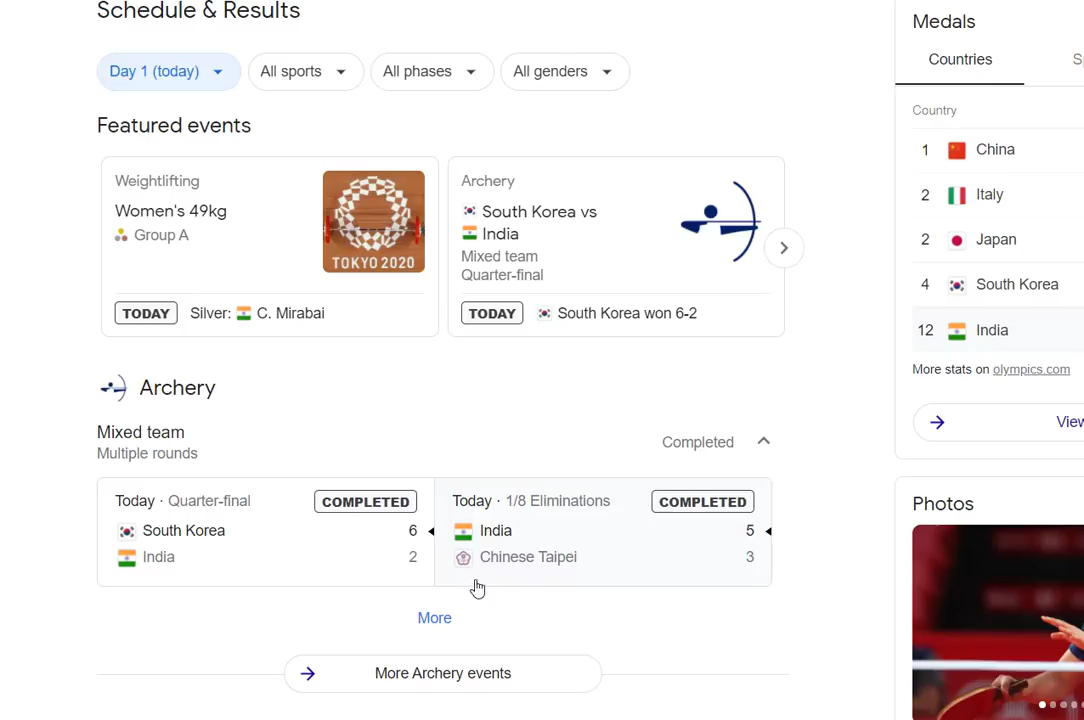 Schedule & Results
Day 1 (today)
All sports
All phases
All genders
Featured events
Weightlifting
Women's 49kg
Group A
TOKYO 2020
TODAY Silver: C. Mirabai
Archery
South Korea vs
India
Mixed team
Quarter-final
TODAY South Korea won 6-2
Archery
Mixed team
Multiple rounds
Completed
Today · Quarter-final COMPLETED
South Korea 6
India 2
Today · 1/8 Eliminations COMPLETED
India 5
Chinese Taipei 3
More
More Archery events
Medals
Countries
Country
1 China
2 Italy
2 Japan
4 South Korea
12 India
More stats on olympics.com
Photos